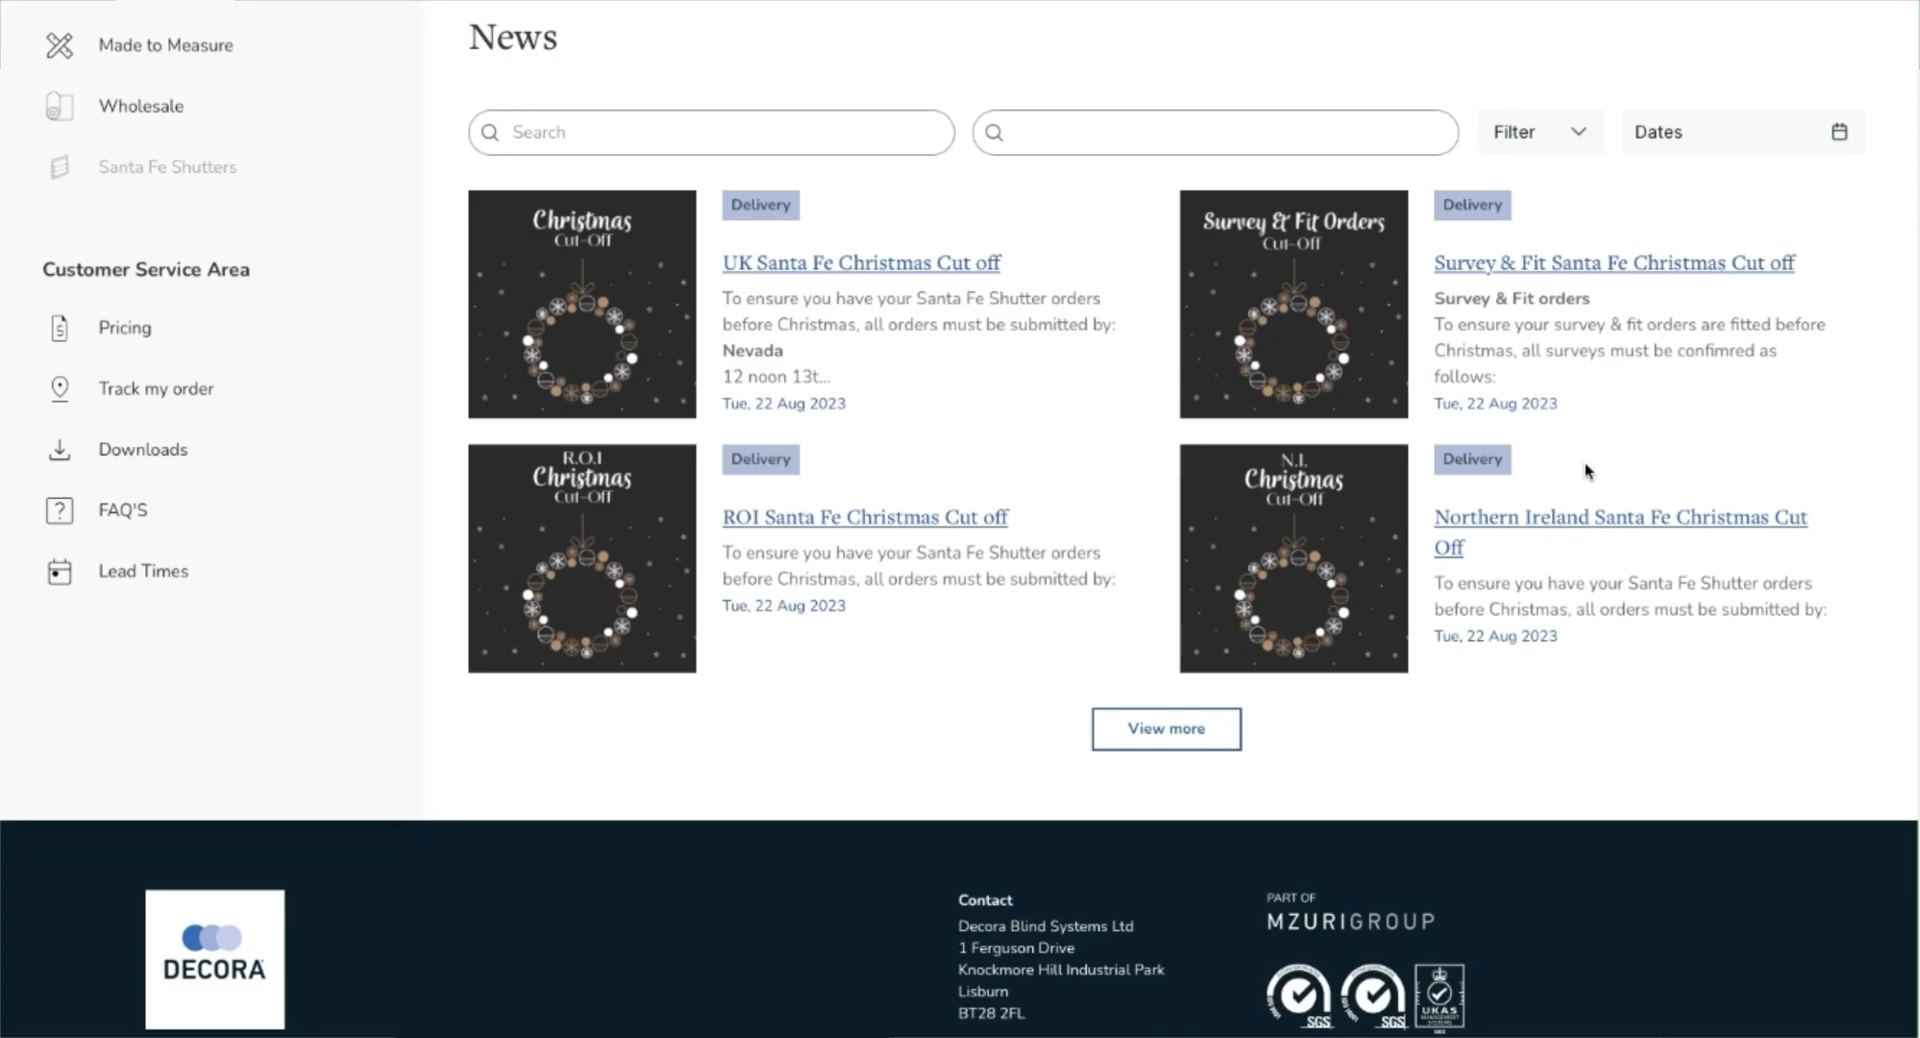 Made to Measure
Wholesale
Santa Fe Shutters
Customer Service Area
Pricing
Track my order
Downloads
FAQ'S
Lead Times
News
Search
Filter
Dates
Christmas
Cut-Off
Delivery
UK Santa Fe Christmas Cut off
To ensure you have your Santa Fe Shutter orders
before Christmas, all orders must be submitted by:
Nevada
12 noon 13t...
Tue, 22 Aug 2023
Survey & Fit Orders
Cut-Off
Delivery
Survey & Fit Santa Fe Christmas Cut off
Survey & Fit orders
To ensure your survey & fit orders are fitted before
Christmas, all surveys must be confimred as
follows:
Tue, 22 Aug 2023
R.O.I
Christmas
Cut-Off
Delivery
ROI Santa Fe Christmas Cut off
To ensure you have your Santa Fe Shutter orders
before Christmas, all orders must be submitted by:
Tue, 22 Aug 2023
N.I.
Christmas
Cut-Off
Delivery
Northern Ireland Santa Fe Christmas Cut
Off
To ensure you have your Santa Fe Shutter orders
before Christmas, all orders must be submitted by:
Tue, 22 Aug 2023
View more
DECORA
Contact
Decora Blind Systems Ltd
1 Ferguson Drive
Knockmore Hill Industrial Park
Lisburn
BT28 2FL
PART OF
MZURIGROUP
SGS
SGS
UKAS
MANAGEMENT
SYSTEMS